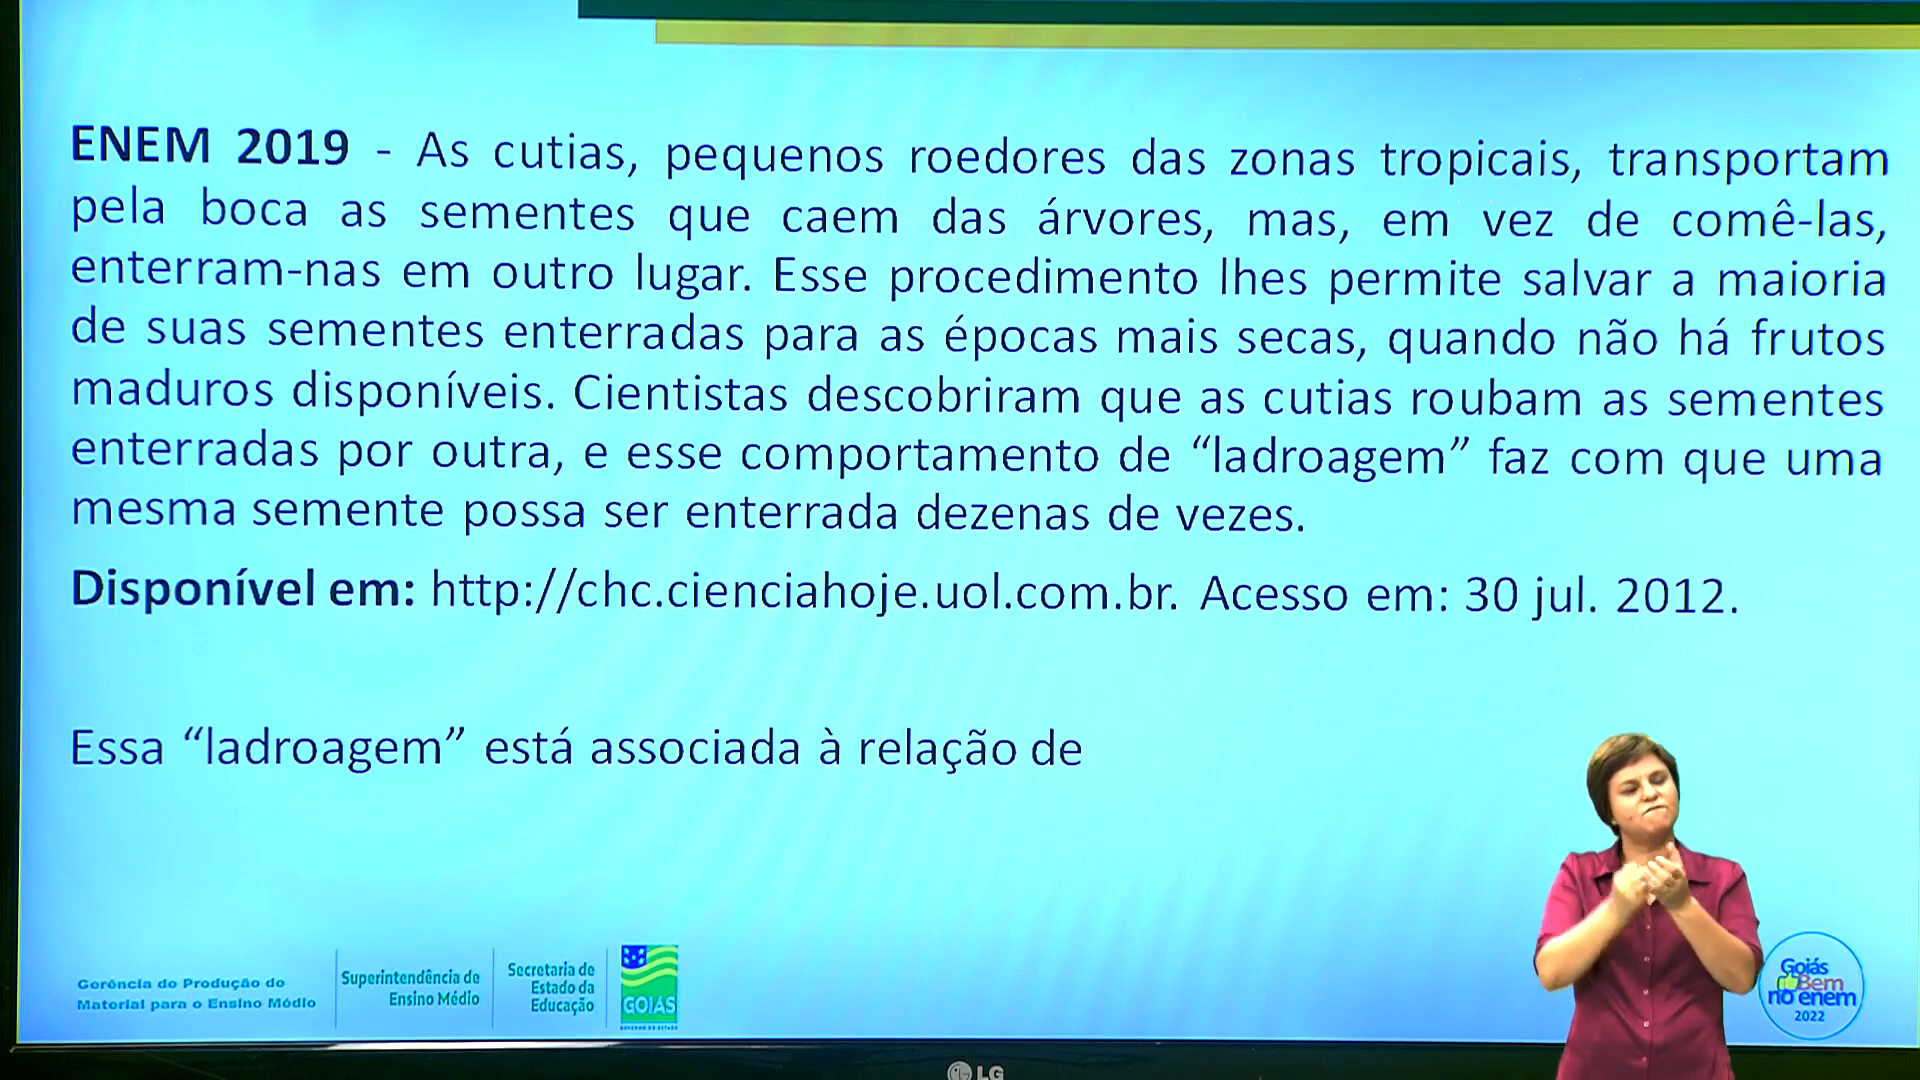 ENEM 2019 - As cutias, pequenos roedores das zonas tropicais, transportam
pela boca as sementes que caem das árvores, mas, em vez de comê-las,
enterram-nas em outro lugar. Esse procedimento lhes permite salvar a maioria
de suas sementes enterradas para as épocas mais secas, quando não há frutos
maduros disponíveis. Cientistas descobriram que as cutias roubam as sementes
enterradas por outra, e esse comportamento de “ladroagem” faz com que uma
mesma semente possa ser enterrada dezenas de vezes.
Disponível em: http://chc.cienciahoje.uol.com.br. Acesso em: 30 jul. 2012.
Essa “ladroagem” está associada à relação de
Gerência de Produção de
Material para o Ensino Médio
Superintendência de
Ensino Médio
Secretaria de
Estado da
Educação
GOIÁS
GOVERNO DO ESTADO
Goiás
Bem
no enem
2022
LG